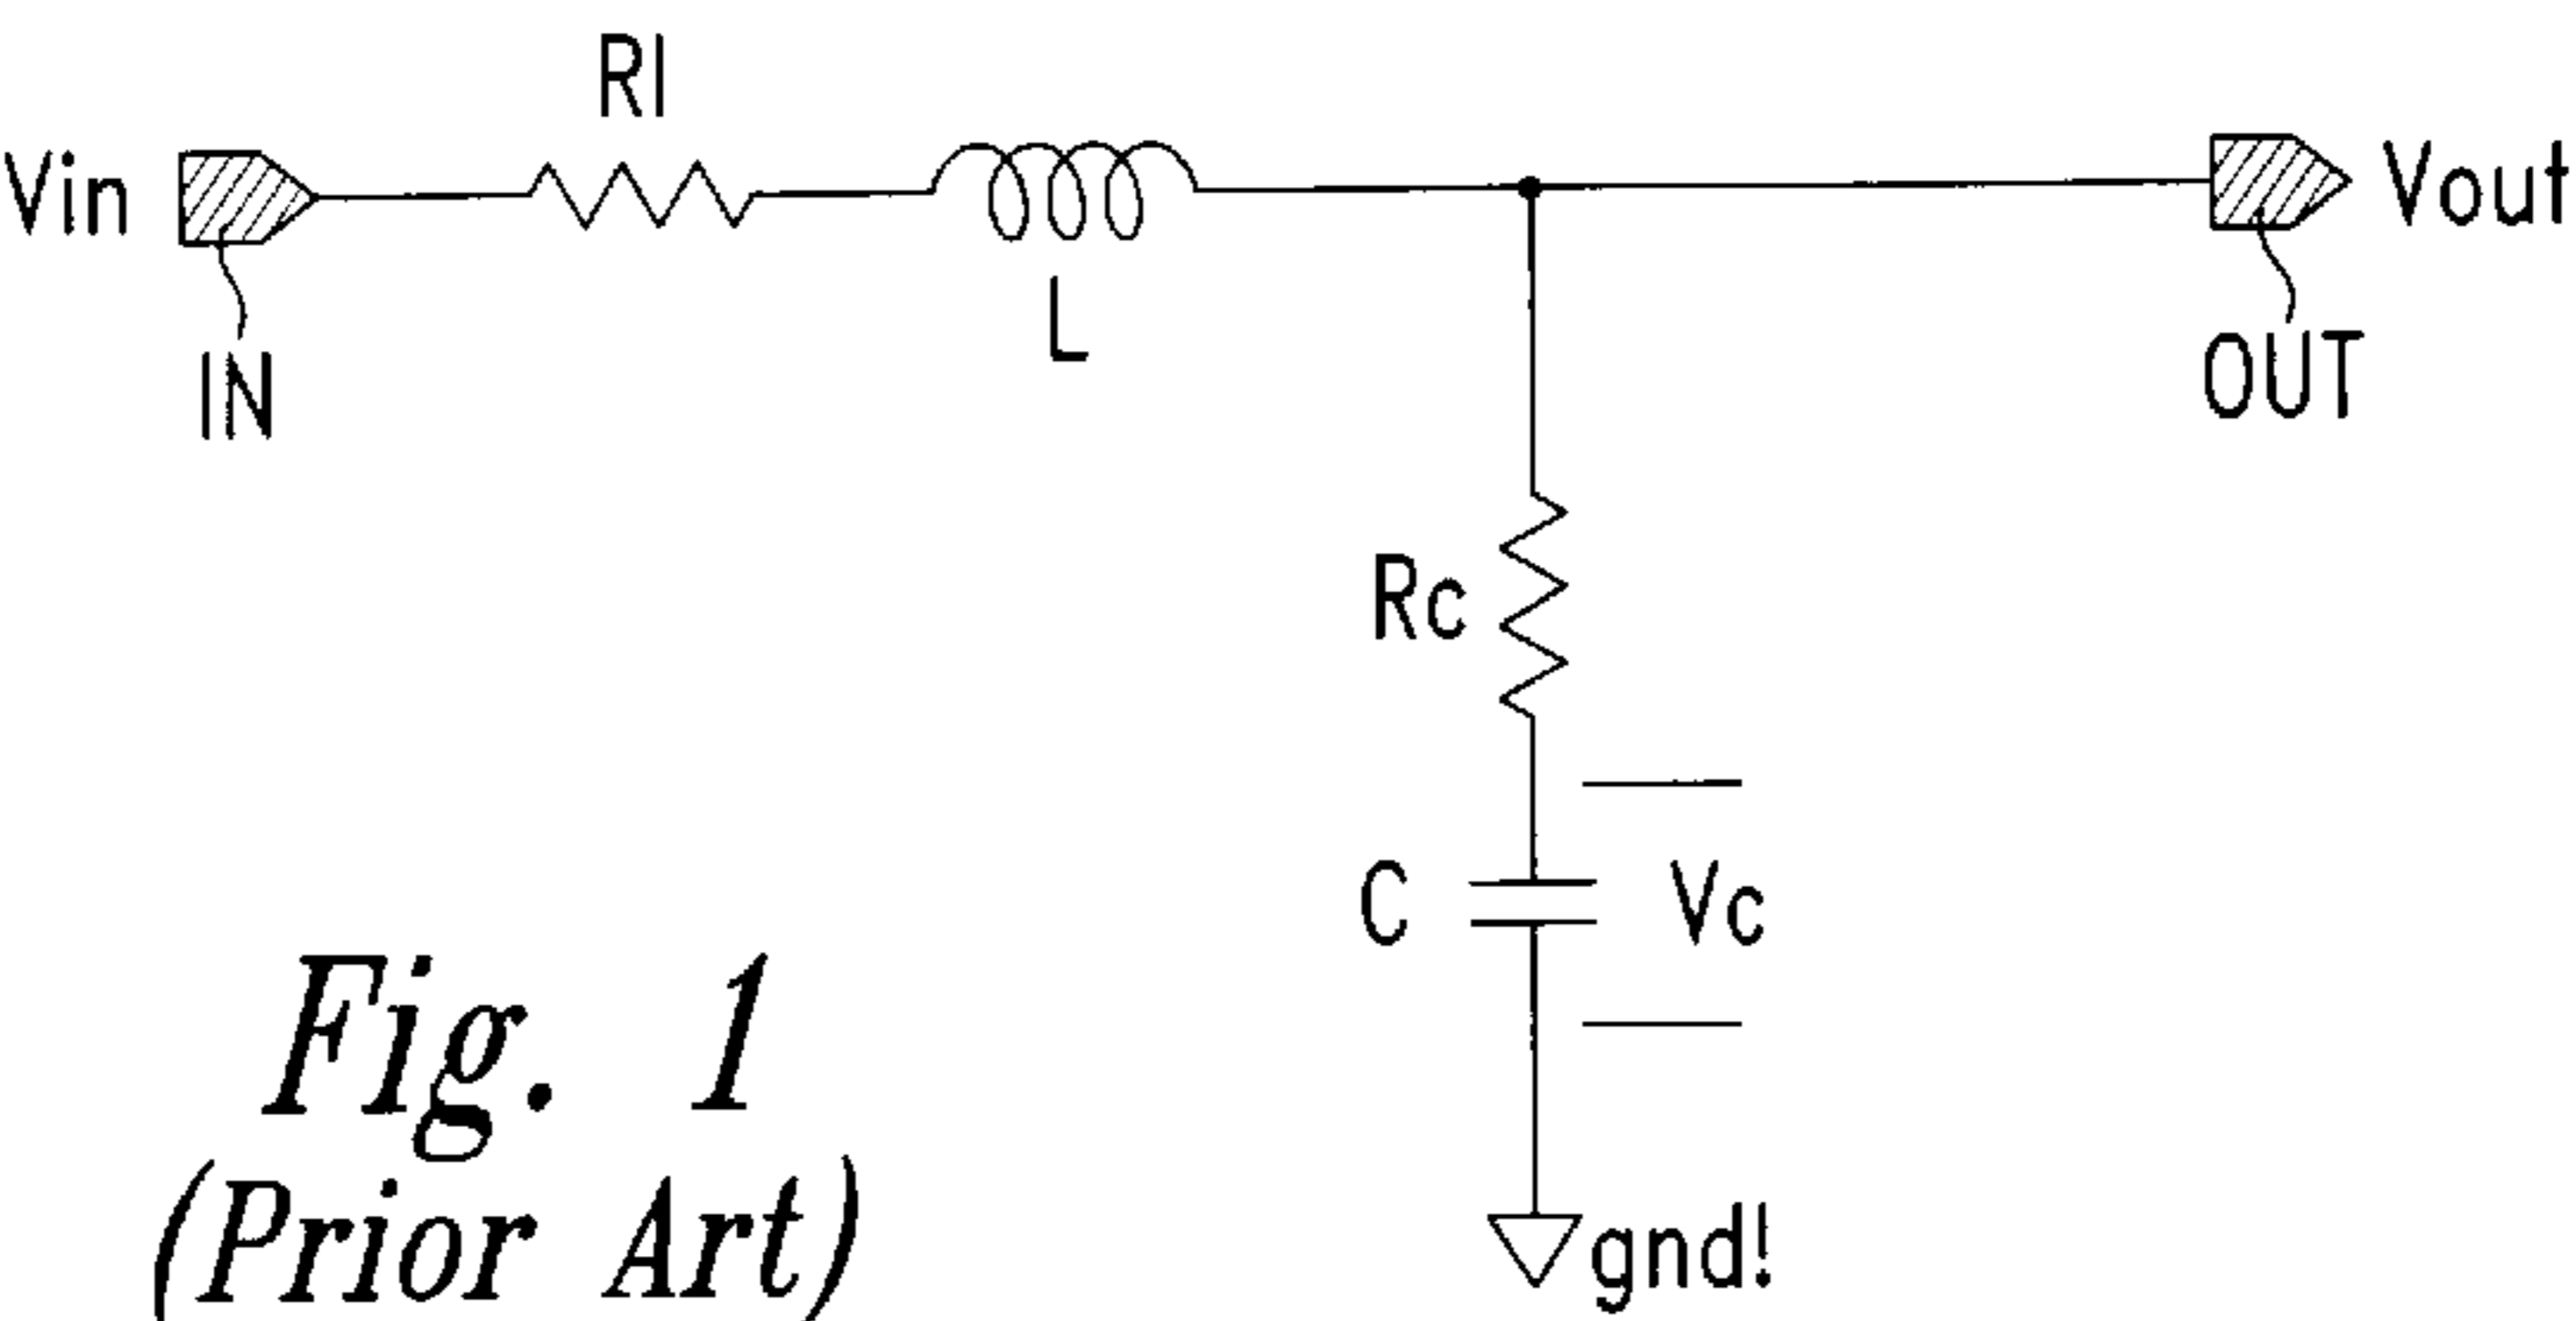 Rl
Vin
Vout
L
IN
OUT
Rc
C
Vc
Fig. 1
(Prior Art)
gnd!